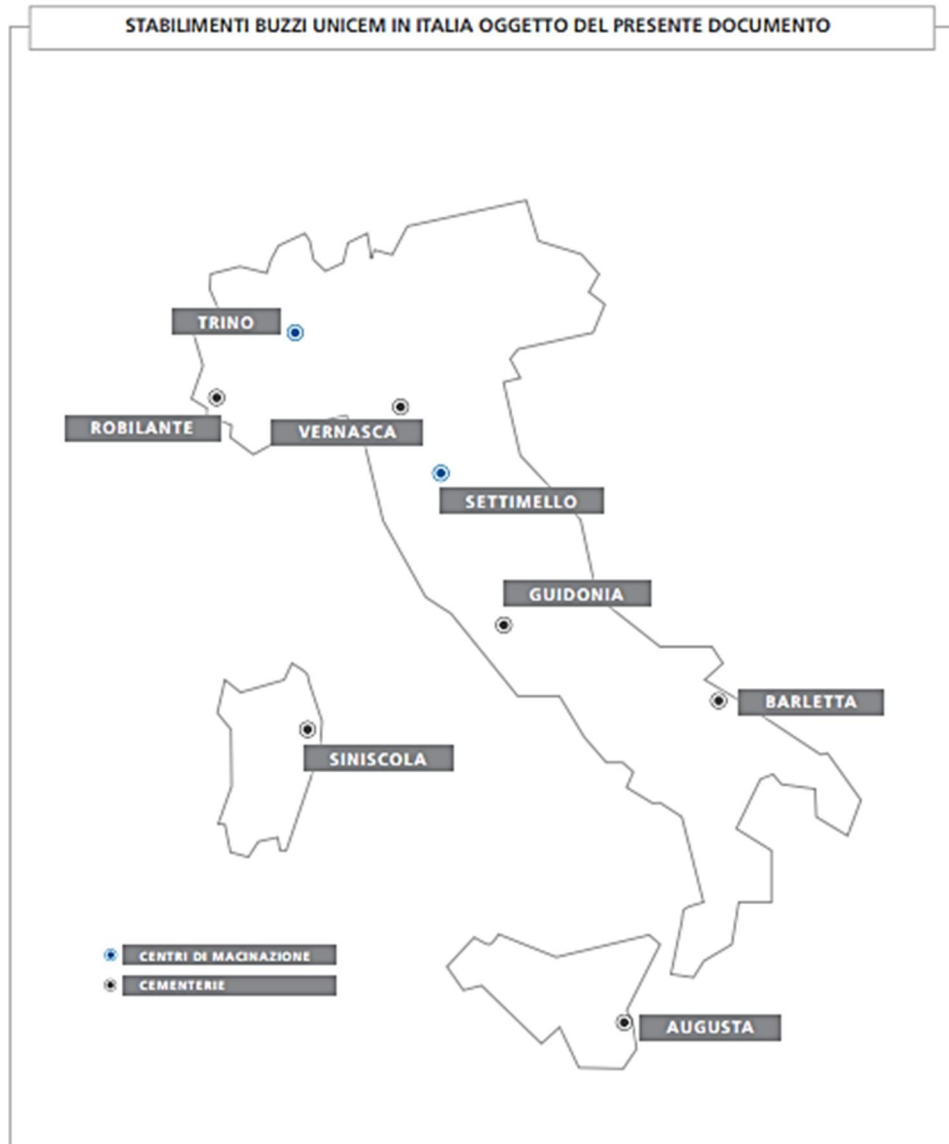 STABILIMENTI BUZZI UNICEM IN ITALIA OGGETTO DEL PRESENTE DOCUMENTO
TRINO
ROBILANTE
VERNASCA
SETTIMELLO
GUIDONIA
BARLETTA
SINISCOLA
CENTRI DI MACINAZIONE
CEMENTERIE
AUGUSTA